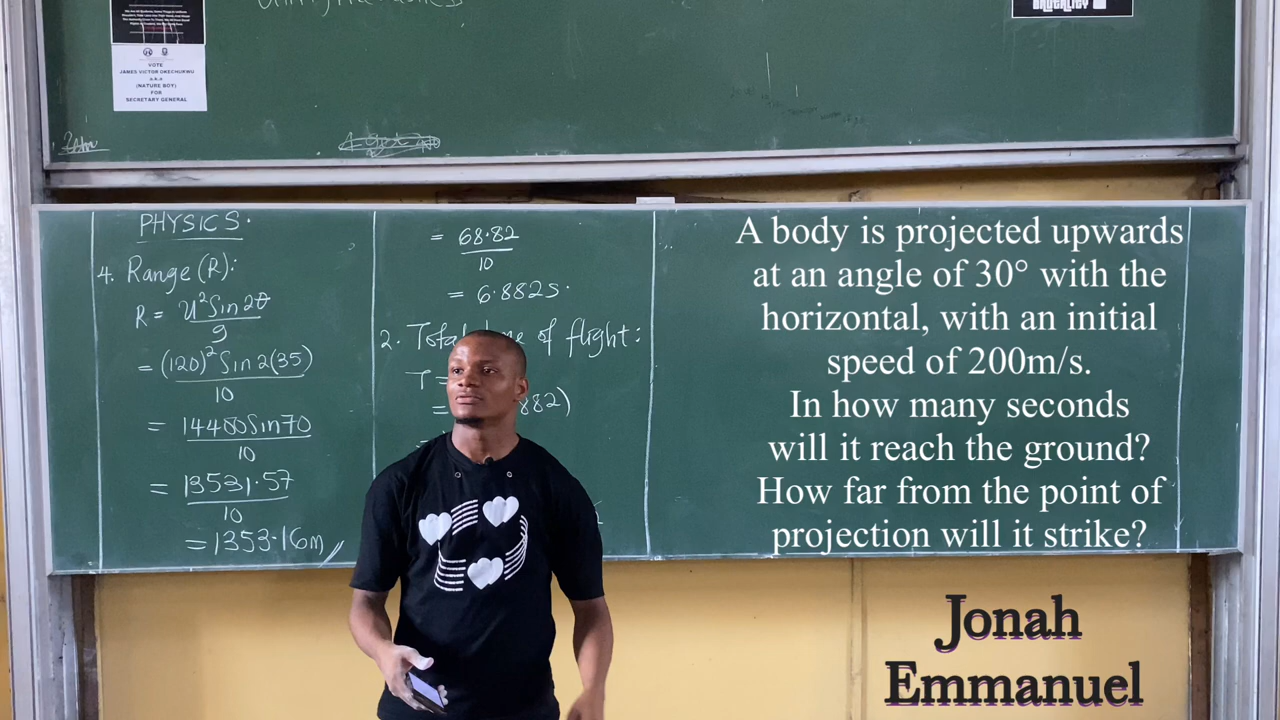 VOTE
JAMES VICTOR OKECHUKWU
a.k.a
(NATURE BOY)
FOR
SECRETARY GENERAL
PHYSICS.
4. Range (R):
R = U²Sin2θ
g
= (120)²Sin2(35)
10
= 14400Sin70
10
= 13531.57
10
= 1353.16m
= 68.82
10
= 6.882s.
2. Total of flight:
T =
=
882)
A body is projected upwards
at an angle of 30° with the
horizontal, with an initial
speed of 200m/s.
In how many seconds
will it reach the ground?
How far from the point of
projection will it strike?
Jonah
Emmanuel